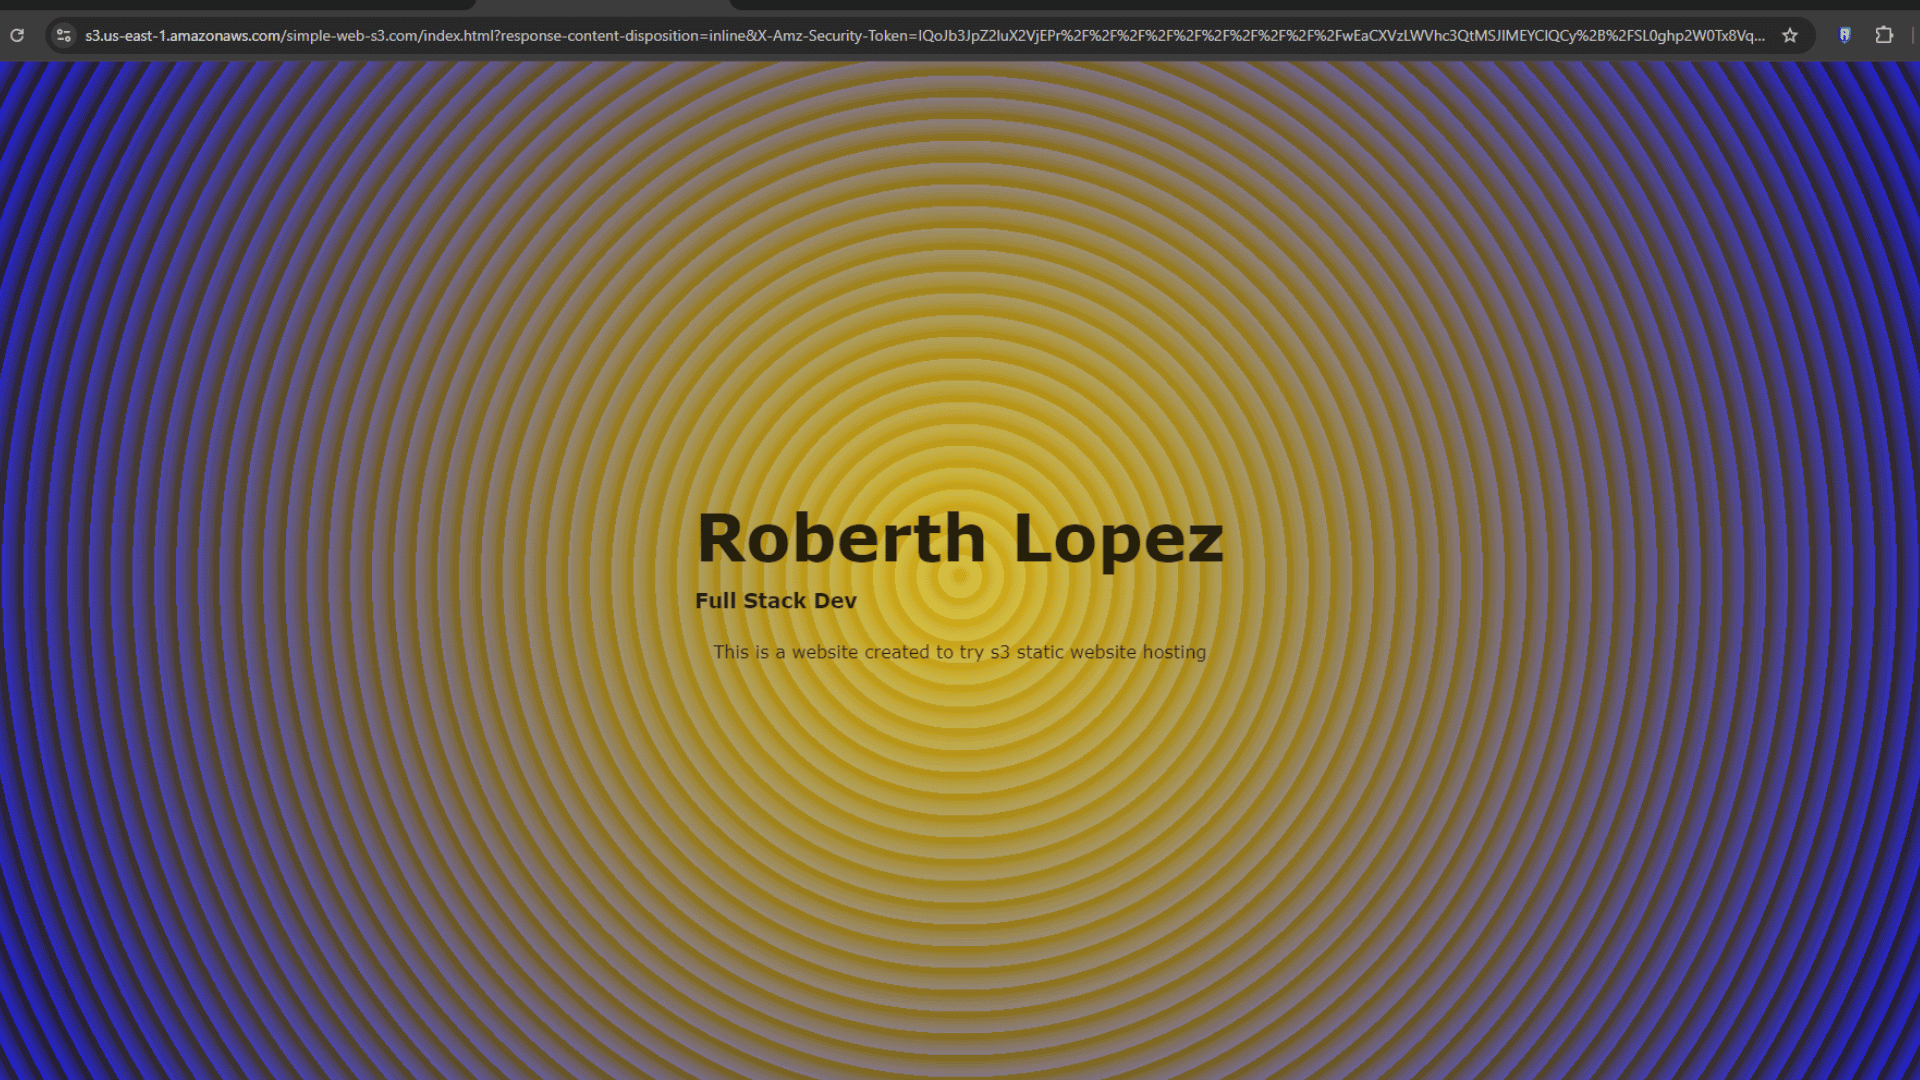 s3.us-east-1.amazonaws.com/simple-web-s3.com/index.html?response-content-disposition=inline&X-Amz-Security-Token=IQoJb3JpZ2luX2VjEPr%2F%2F%2F%2F%2F%2F%2F%2F%2F%2FwEaCXVzLWVhc3QtMSJIMEYCIQCy%2B%2FSL0ghp2W0Tx8Vq...
Roberth Lopez
Full Stack Dev
This is a website created to try s3 static website hosting